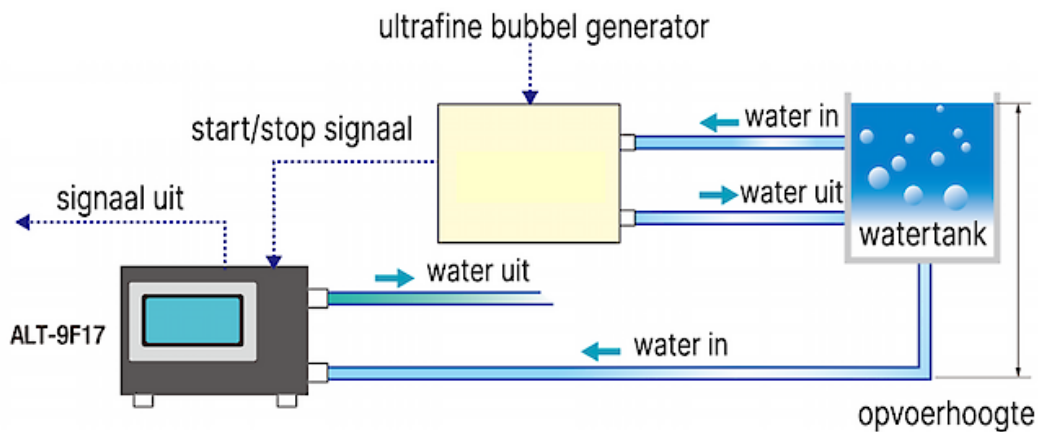 ultrafine bubbel generator
water in
start/stop signaal
water uit
signaal uit
watertank
water uit
ALT-9F17
water in
opvoerhoogte